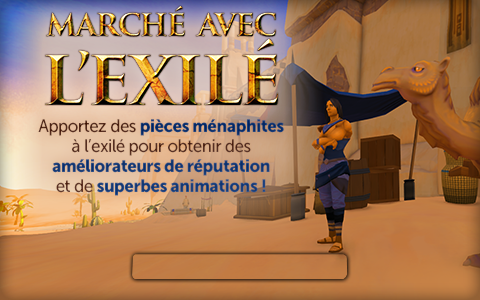 MARCHÉ AVEC
L'EXILÉ
Apportez des pièces ménaphites
à l'exilé pour obtenir des
améliorateurs de réputation
et de superbes animations !